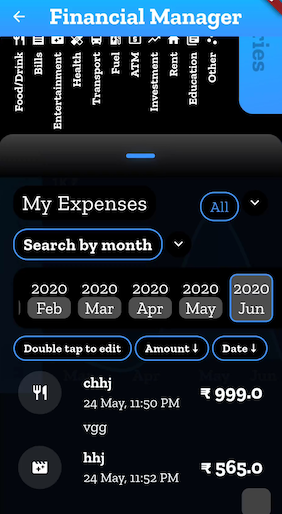 Financial Manager
Food/Drink
Bills
Entertainment
Health
Transport
Fuel
ATM
Investment
Rent
Education
Other
My Expenses
All
Search by month
2020 2020 2020 2020 2020
Feb Mar Apr May Jun
Double tap to edit Amount ↓ Date ↓
chhj
₹ 999.0
24 May, 11:50 PM
vgg
hhj
₹ 565.0
24 May, 11:52 PM